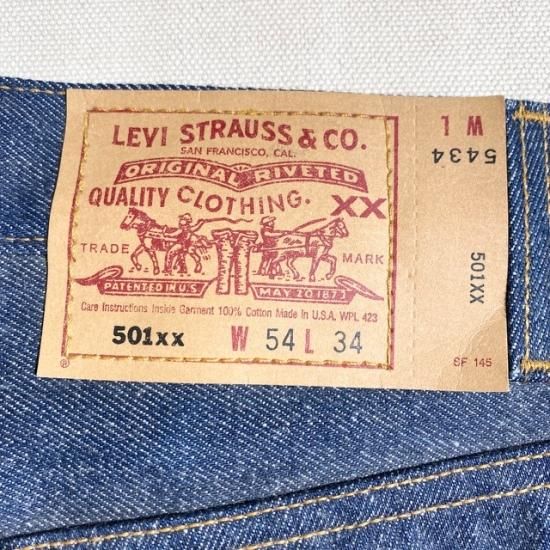 LEVI STRAUSS & CO.
SAN FRANCISCO, CAL.
ORIGINAL RIVETED
QUALITY CLOTHING. XX
TRADE MARK
PATENTED IN U.S. MAY 20 1873
Care Instructions Inside Garment 100% Cotton Made in U.S.A. WPL 423
501xx W 54 L 34
®
W L
5434
501XX
SF 145